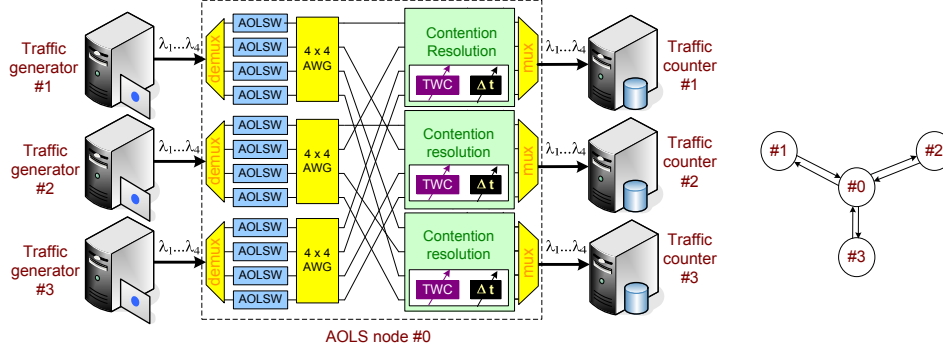 Traffic
generator
#1
λ1...λ4
demux
AOLSW
AOLSW
AOLSW
AOLSW
4 x 4
AWG
Contention
Resolution
TWC
Δ t
mux
λ1...λ4
Traffic
counter
#1
Traffic
generator
#2
λ1...λ4
demux
AOLSW
AOLSW
AOLSW
AOLSW
4 x 4
AWG
Contention
resolution
TWC
Δ t
mux
λ1...λ4
Traffic
counter
#2
Traffic
generator
#3
λ1...λ4
demux
AOLSW
AOLSW
AOLSW
AOLSW
4 x 4
AWG
Contention
resolution
TWC
Δ t
mux
λ1...λ4
Traffic
counter
#3
AOLS node #0
#1
#2
#0
#3